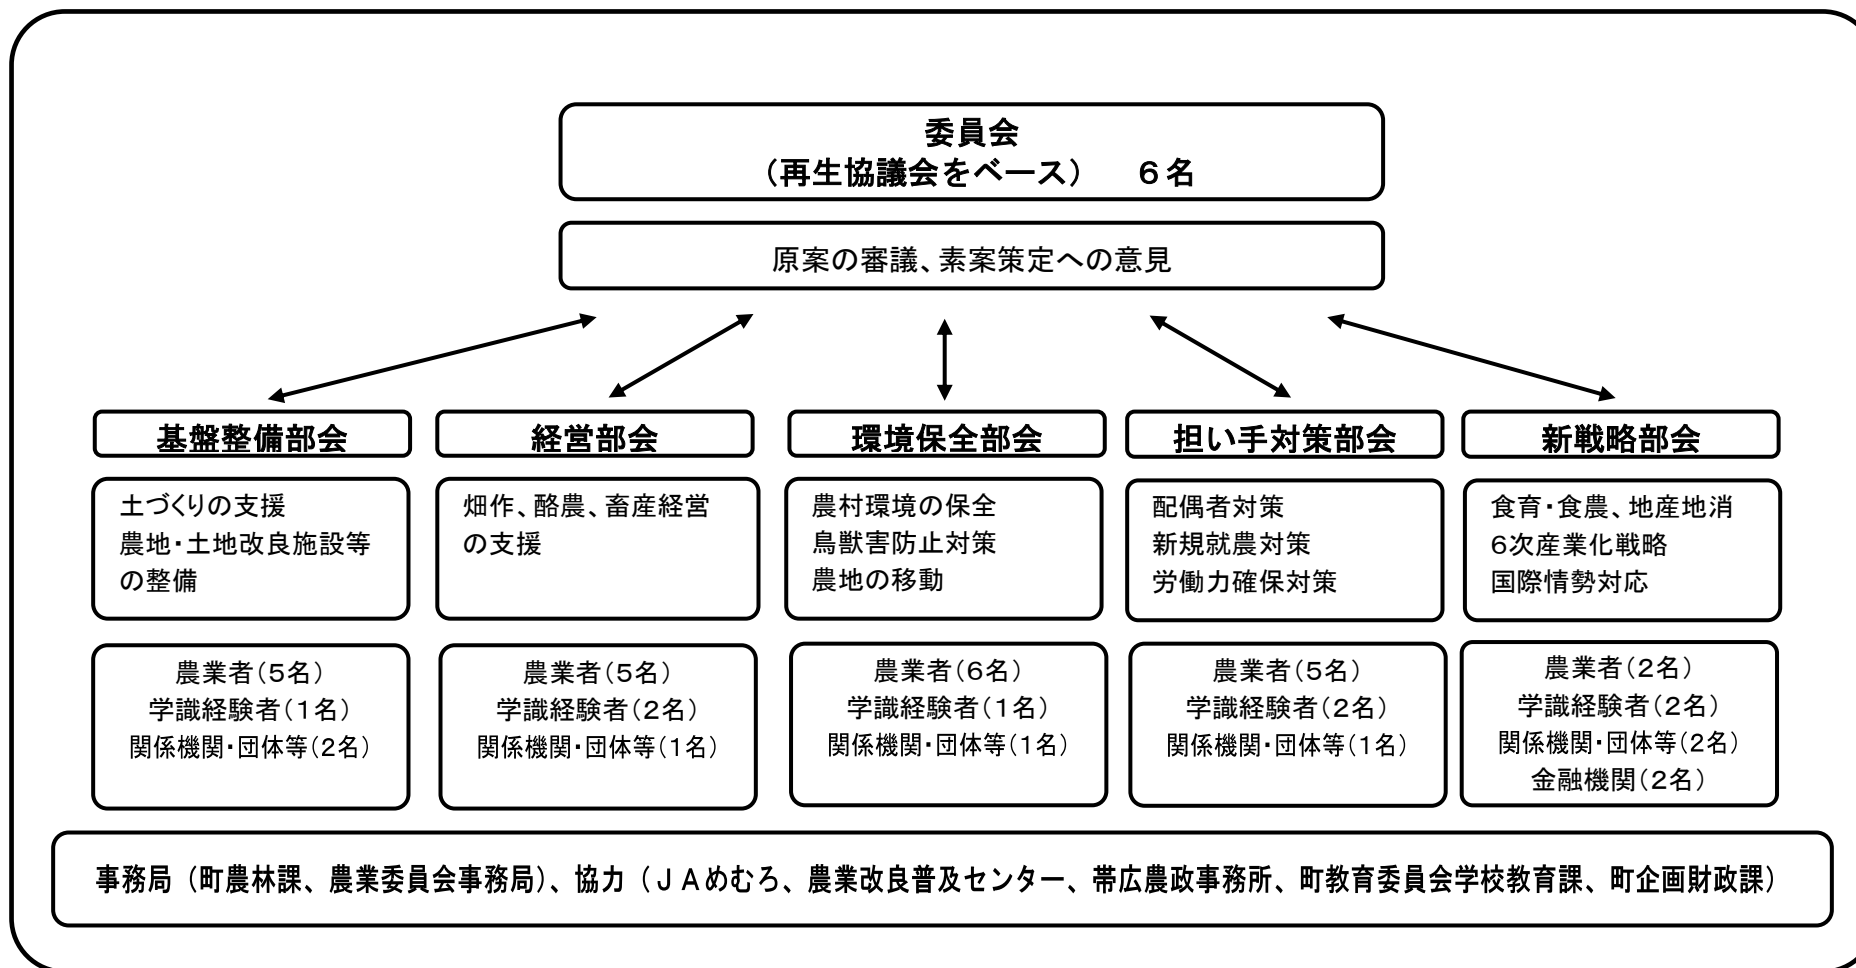 委員会
（再生協議会をベース）　６名
原案の審議、素案策定への意見
基盤整備部会
土づくりの支援
農地・土地改良施設等
の整備
農業者（５名）
学識経験者（１名）
関係機関・団体等（２名）
経営部会
畑作、酪農、畜産経営
の支援
農業者（５名）
学識経験者（２名）
関係機関・団体等（１名）
環境保全部会
農村環境の保全
鳥獣害防止対策
農地の移動
農業者（６名）
学識経験者（１名）
関係機関・団体等（１名）
担い手対策部会
配偶者対策
新規就農対策
労働力確保対策
農業者（５名）
学識経験者（２名）
関係機関・団体等（１名）
新戦略部会
食育・食農、地産地消
６次産業化戦略
国際情勢対応
農業者（２名）
学識経験者（２名）
関係機関・団体等（２名）
金融機関（２名）
事務局（町農林課、農業委員会事務局）、協力（ＪＡめむろ、農業改良普及センター、帯広農政事務所、町教育委員会学校教育課、町企画財政課）